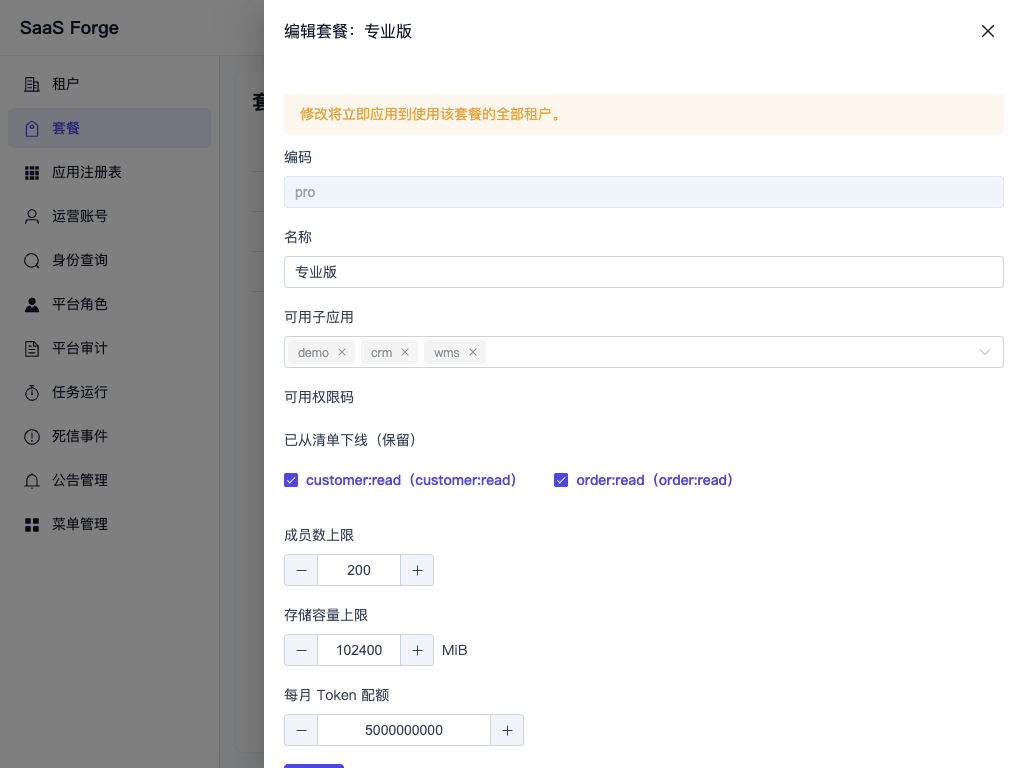 SaaS Forge
租户
套餐
应用注册表
运营账号
身份查询
平台角色
平台审计
任务运行
死信事件
公告管理
菜单管理
编辑套餐：专业版
修改将立即应用到使用该套餐的全部租户。
编码
pro
名称
专业版
可用子应用
demo crm wms
可用权限码
已从清单下线（保留）
customer:read（customer:read） order:read（order:read）
成员数上限
200
存储容量上限
102400 MiB
每月 Token 配额
5000000000